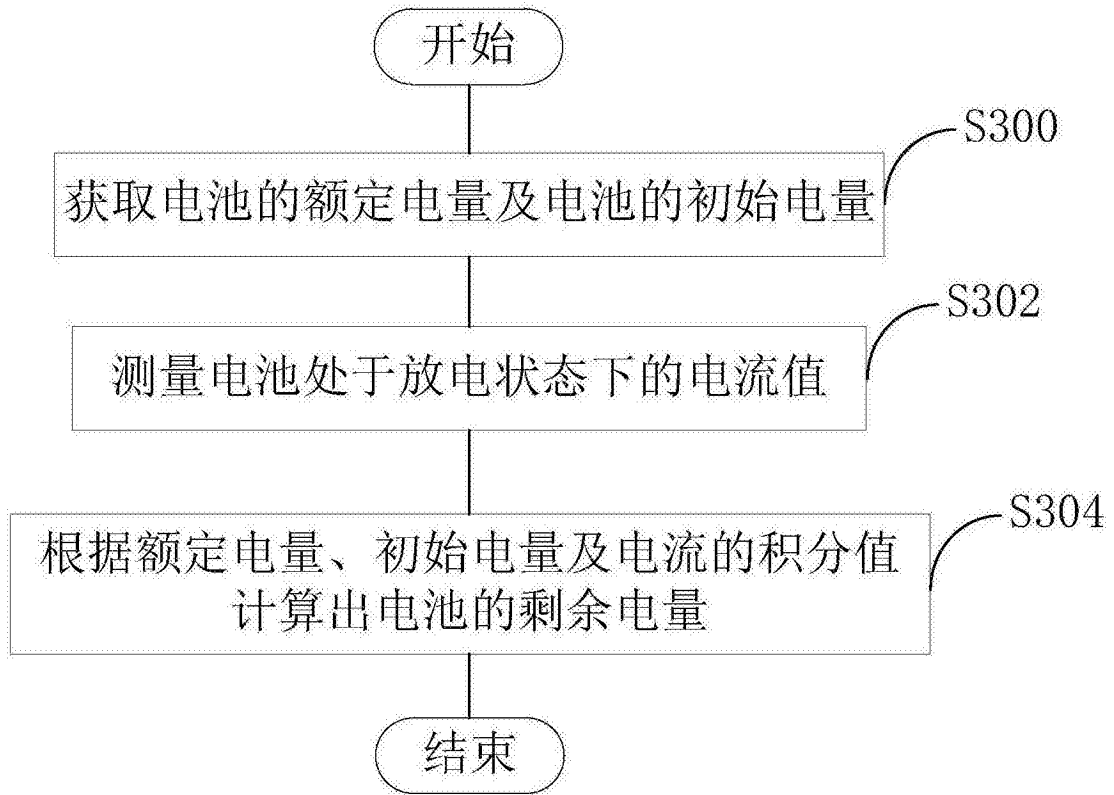 开始
S300
获取电池的额定电量及电池的初始电量
S302
测量电池处于放电状态下的电流值
S304
根据额定电量、初始电量及电流的积分值
计算出电池的剩余电量
结束